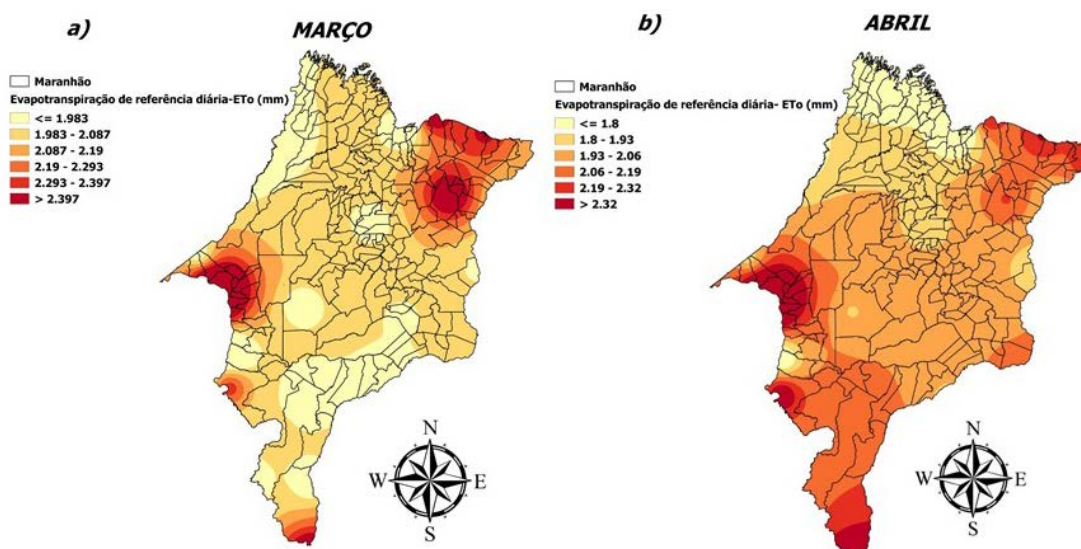 a)
MARÇO
Maranhão
Evapotranspiração de referência diária-ETo (mm)
<= 1.983
1.983 - 2.087
2.087 - 2.19
2.19 - 2.293
2.293 - 2.397
> 2.397
N
W
E
S
b)
ABRIL
Maranhão
Evapotranspiração de referência diária- ETo (mm)
<= 1.8
1.8 - 1.93
1.93 - 2.06
2.06 - 2.19
2.19 - 2.32
> 2.32
N
W
E
S